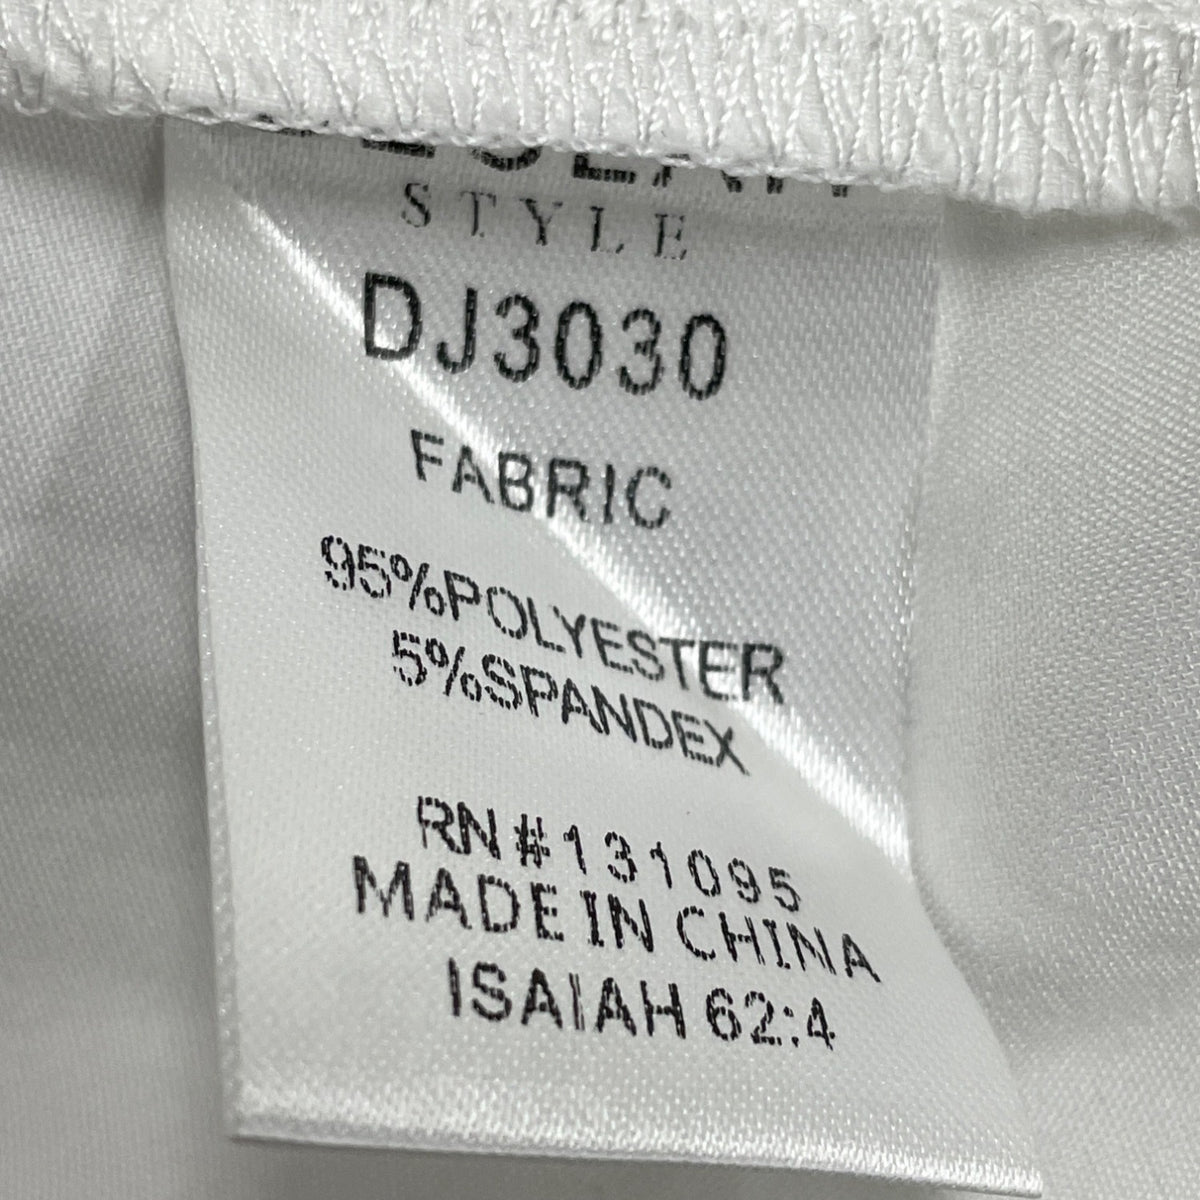 STYLE
DJ3030
FABRIC
95%POLYESTER
5%SPANDEX
RN#131095
MADE IN CHINA
ISAIAH 62:4